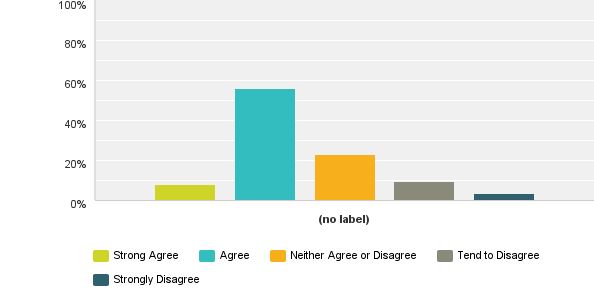 100%
80%
60%
40%
20%
0%
(no label)
Strong Agree
Agree
Neither Agree or Disagree
Tend to Disagree
Strongly Disagree